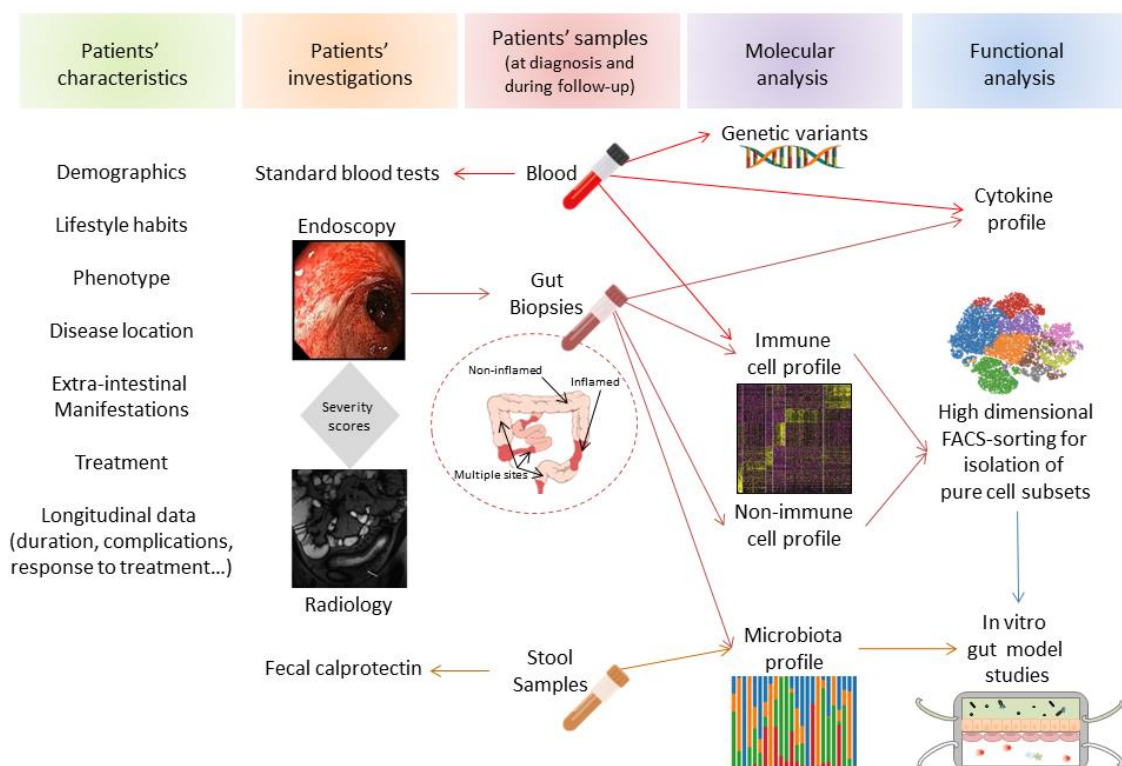 Patients’
characteristics
Patients’
investigations
Patients’ samples
(at diagnosis and
during follow-up)
Molecular
analysis
Functional
analysis
Demographics
Lifestyle habits
Phenotype
Disease location
Extra-intestinal
Manifestations
Treatment
Longitudinal data
(duration, complications,
response to treatment...)
Standard blood tests
Endoscopy
Severity
scores
Radiology
Fecal calprotectin
Blood
Gut
Biopsies
Non-inflamed
Inflamed
Multiple sites
Stool
Samples
Genetic variants
Immune
cell profile
Non-immune
cell profile
Microbiota
profile
Cytokine
profile
High dimensional
FACS-sorting for
isolation of
pure cell subsets
In vitro
gut model
studies